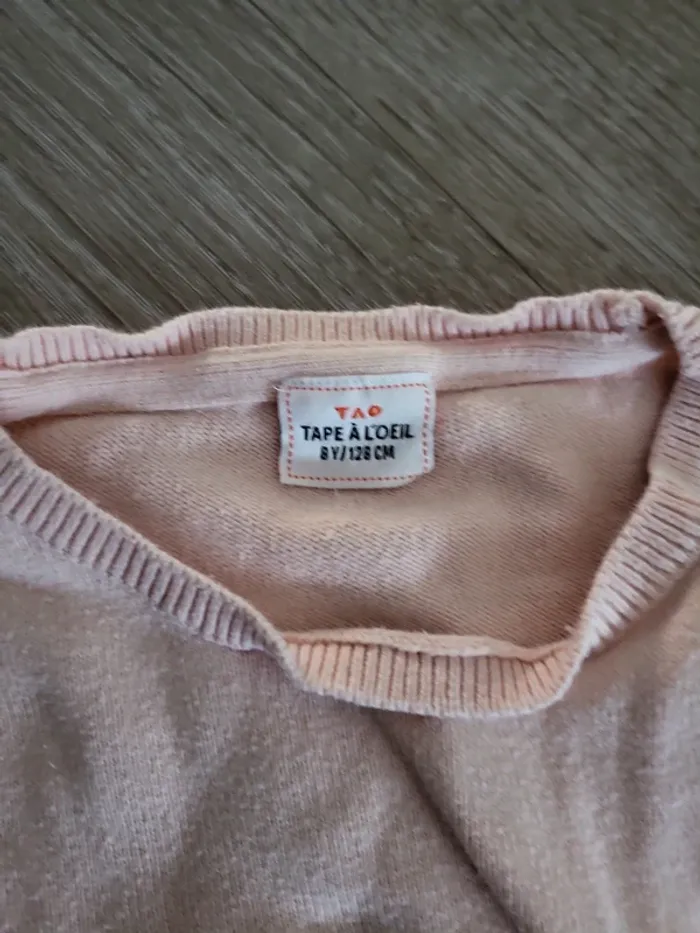 TAO
TAPE À L'OEIL
8Y/128 CM